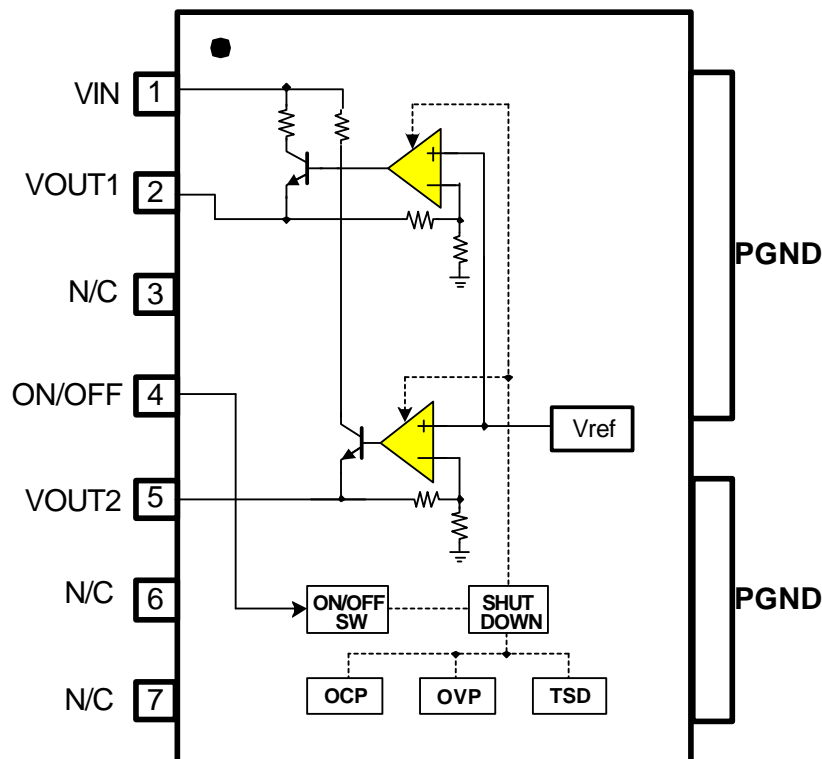 VIN 1
VOUT1 2
N/C 3
ON/OFF 4
VOUT2 5
N/C 6
N/C 7
+
−
+
−
Vref
PGND
PGND
ON/OFF
SW
SHUT
DOWN
OCP
OVP
TSD